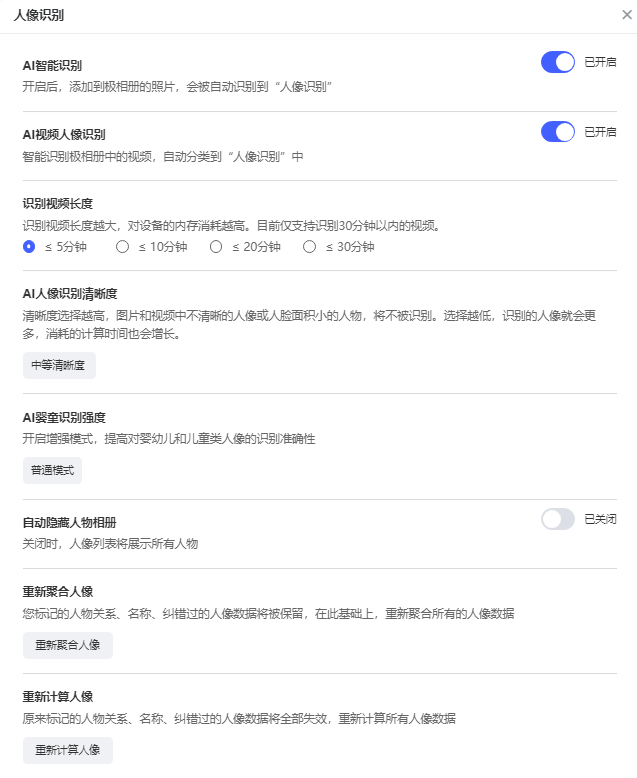 人像识别
AI智能识别
已开启
开启后，添加到极相册的照片，会被自动识别到“人像识别”
AI视频人像识别
已开启
智能识别极相册中的视频，自动分类到“人像识别”中
识别视频长度
识别视频长度越大，对设备的内存消耗越高。目前仅支持识别30分钟以内的视频。
≤ 5分钟 ≤ 10分钟 ≤ 20分钟 ≤ 30分钟
AI人像识别清晰度
清晰度选择越高，图片和视频中不清晰的人像或人脸面积小的人物，将不被识别。选择越低，识别的人像就会更
多，消耗的计算时间也会增长。
中等清晰度
AI婴童识别强度
开启增强模式，提高对婴幼儿和儿童类人像的识别准确性
普通模式
自动隐藏人物相册
已关闭
关闭时，人像列表将展示所有人物
重新聚合人像
您标记的人物关系、名称、纠错过的人像数据将被保留，在此基础上，重新聚合所有的人像数据
重新聚合人像
重新计算人像
原来标记的人物关系、名称、纠错过的人像数据将全部失效，重新计算所有人像数据
重新计算人像